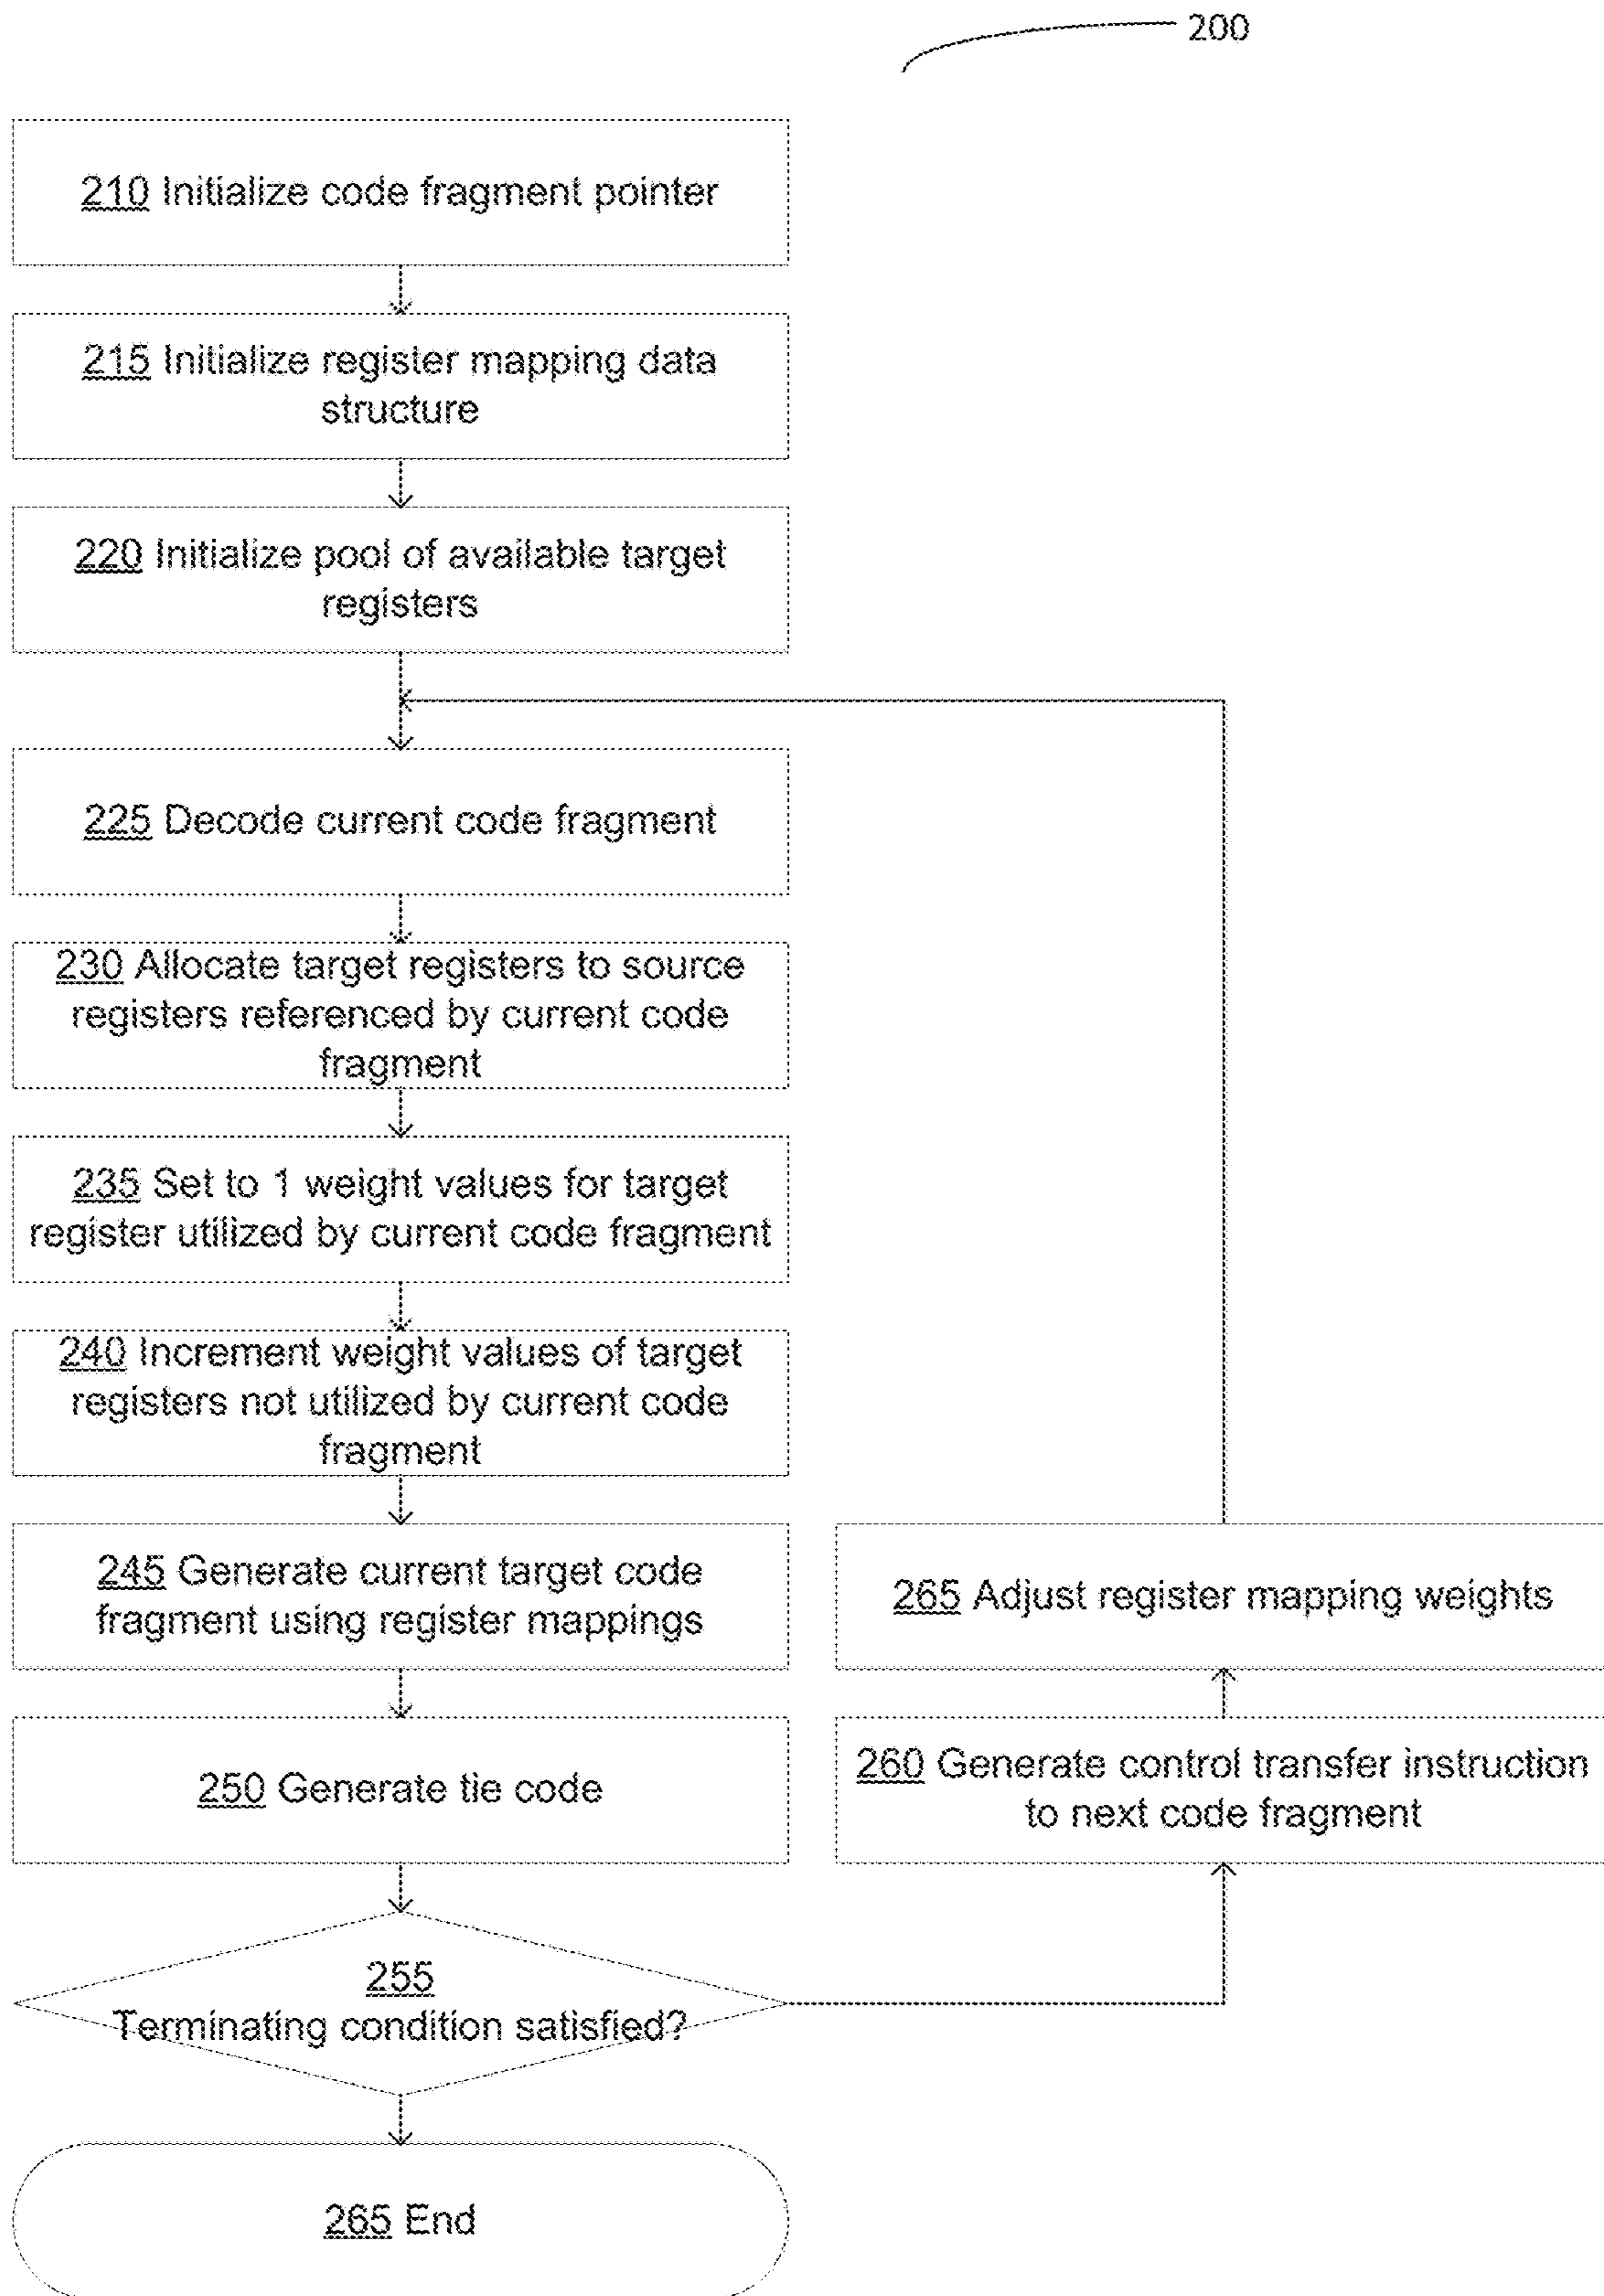 200
210 Initialize code fragment pointer
215 Initialize register mapping data
structure
220 Initialize pool of available target
registers
225 Decode current code fragment
230 Allocate target registers to source
registers referenced by current code
fragment
235 Set to 1 weight values for target
register utilized by current code fragment
240 Increment weight values of target
registers not utilized by current code
fragment
245 Generate current target code
fragment using register mappings
250 Generate tie code
255
Terminating condition satisfied?
260 Generate control transfer instruction
to next code fragment
265 Adjust register mapping weights
265 End